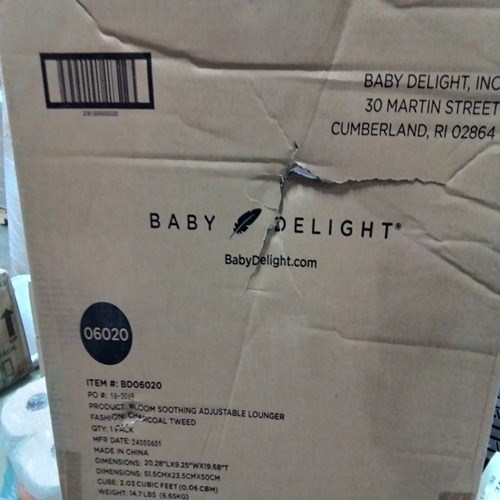 BABY DELIGHT, INC
30 MARTIN STREET
CUMBERLAND, RI 02864
BABY DELIGHT®
BabyDelight.com
06020
ITEM #: BD06020
PO #: 16-3069
PRODUCT: BLOOM SOOTHING ADJUSTABLE LOUNGER
FASHION: CHARCOAL TWEED
QTY: 1 PACK
MFR DATE: 24050601
MADE IN CHINA
DIMENSIONS: 20.28"LX9.25"WX19.68"T
DIMENSIONS: 51.5CMX23.5CMX50CM
CUBE: 2.03 CUBIC FEET (0.06 CBM)
WEIGHT: 14.7 LBS (6.65KG)